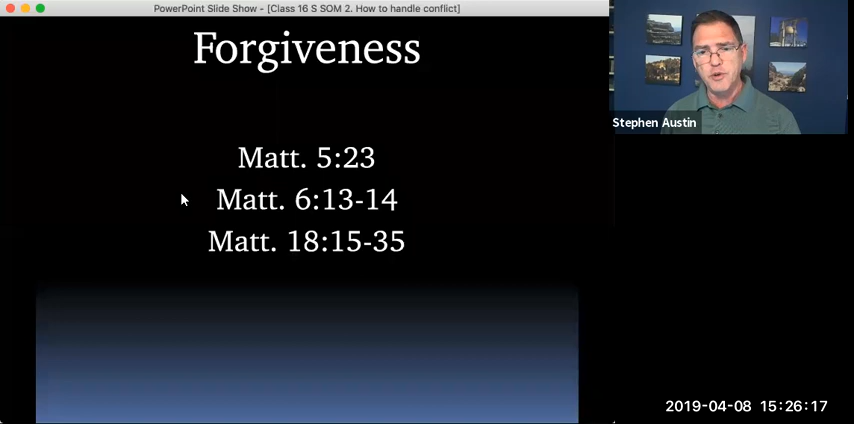 PowerPoint Slide Show - [Class 16 S SOM 2. How to handle conflict]
Forgiveness
Matt. 5:23
Matt. 6:13-14
Matt. 18:15-35
Stephen Austin
2019-04-08 15:26:17